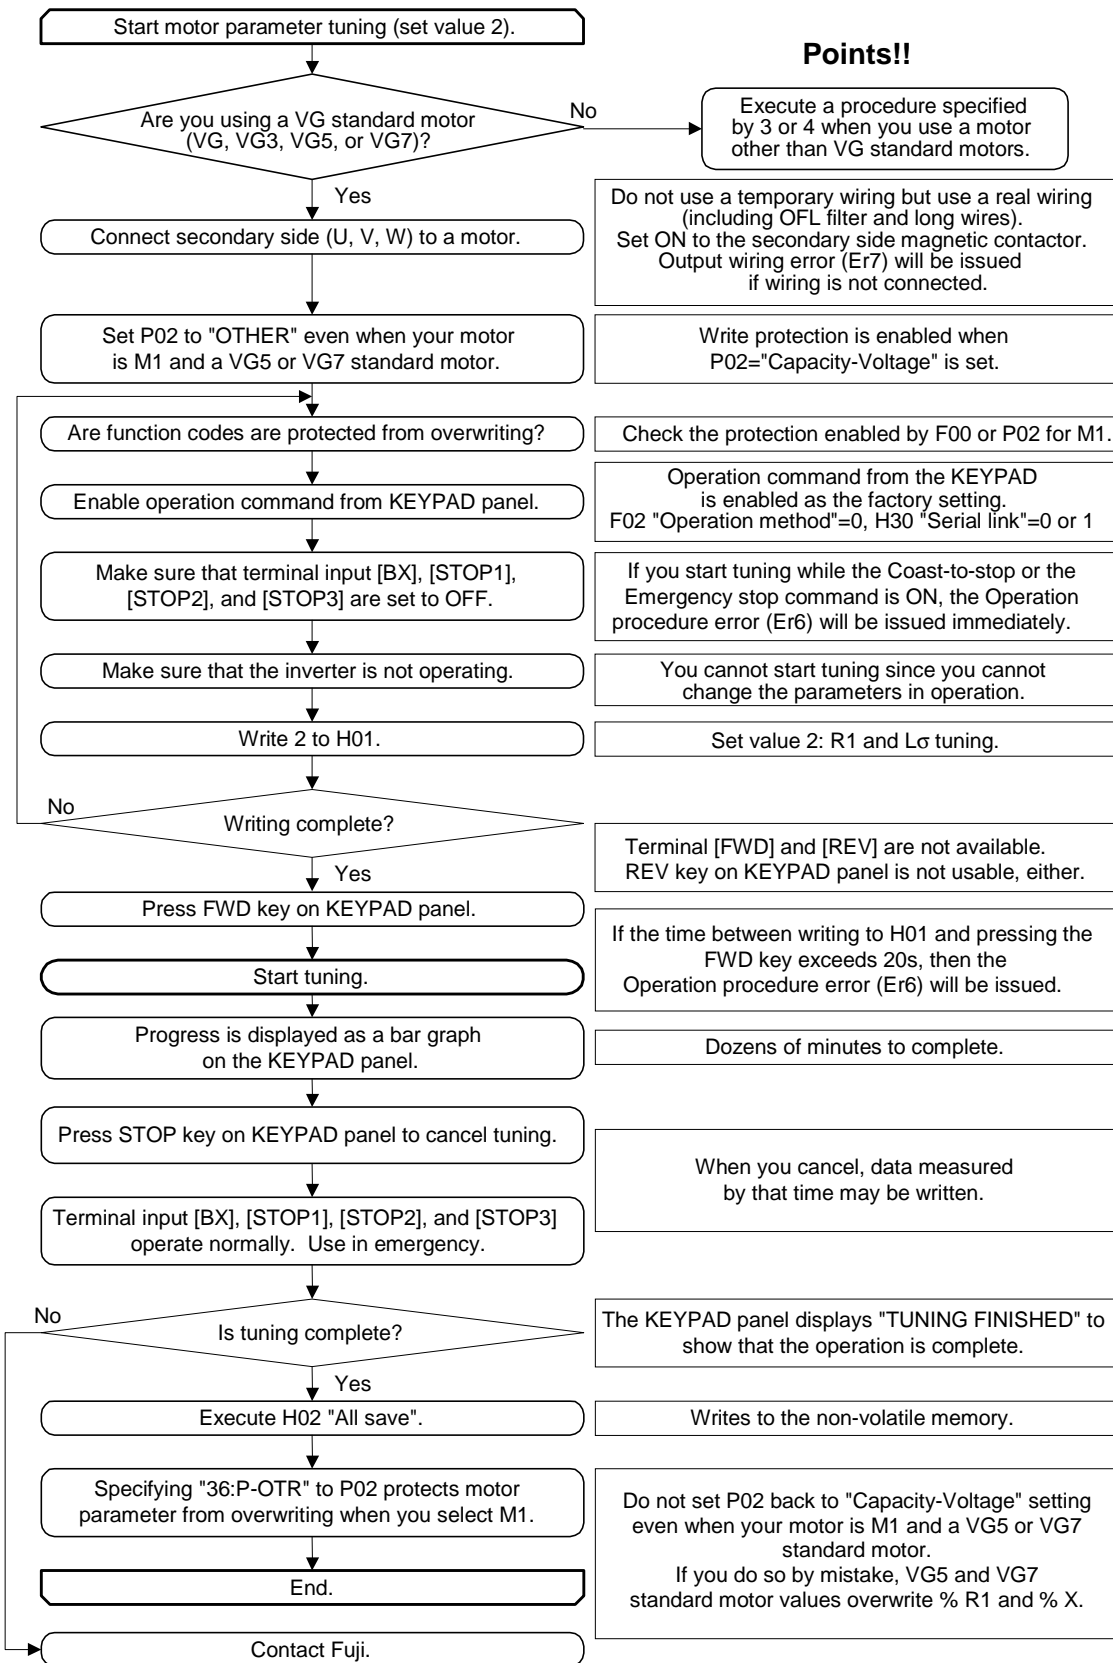 Start motor parameter tuning (set value 2).
Points!!
Are you using a VG standard motor
(VG, VG3, VG5, or VG7)?
No
Execute a procedure specified
by 3 or 4 when you use a motor
other than VG standard motors.
Yes
Connect secondary side (U, V, W) to a motor.
Do not use a temporary wiring but use a real wiring
(including OFL filter and long wires).
Set ON to the secondary side magnetic contactor.
Output wiring error (Er7) will be issued
if wiring is not connected.
Set P02 to "OTHER" even when your motor
is M1 and a VG5 or VG7 standard motor.
Write protection is enabled when
P02="Capacity-Voltage" is set.
Are function codes are protected from overwriting?
Check the protection enabled by F00 or P02 for M1.
Enable operation command from KEYPAD panel.
Operation command from the KEYPAD
is enabled as the factory setting.
F02 "Operation method"=0, H30 "Serial link"=0 or 1
Make sure that terminal input [BX], [STOP1],
[STOP2], and [STOP3] are set to OFF.
If you start tuning while the Coast-to-stop or the
Emergency stop command is ON, the Operation
procedure error (Er6) will be issued immediately.
Make sure that the inverter is not operating.
You cannot start tuning since you cannot
change the parameters in operation.
Write 2 to H01.
Set value 2: R1 and Lσ tuning.
No
Writing complete?
Yes
Terminal [FWD] and [REV] are not available.
REV key on KEYPAD panel is not usable, either.
Press FWD key on KEYPAD panel.
If the time between writing to H01 and pressing the
FWD key exceeds 20s, then the
Operation procedure error (Er6) will be issued.
Start tuning.
Progress is displayed as a bar graph
on the KEYPAD panel.
Dozens of minutes to complete.
Press STOP key on KEYPAD panel to cancel tuning.
When you cancel, data measured
by that time may be written.
Terminal input [BX], [STOP1], [STOP2], and [STOP3]
operate normally.  Use in emergency.
No
Is tuning complete?
The KEYPAD panel displays "TUNING FINISHED" to
show that the operation is complete.
Yes
Execute H02 "All save".
Writes to the non-volatile memory.
Specifying "36:P-OTR" to P02 protects motor
parameter from overwriting when you select M1.
Do not set P02 back to "Capacity-Voltage" setting
even when your motor is M1 and a VG5 or VG7
standard motor.
If you do so by mistake, VG5 and VG7
standard motor values overwrite % R1 and % X.
End.
Contact Fuji.